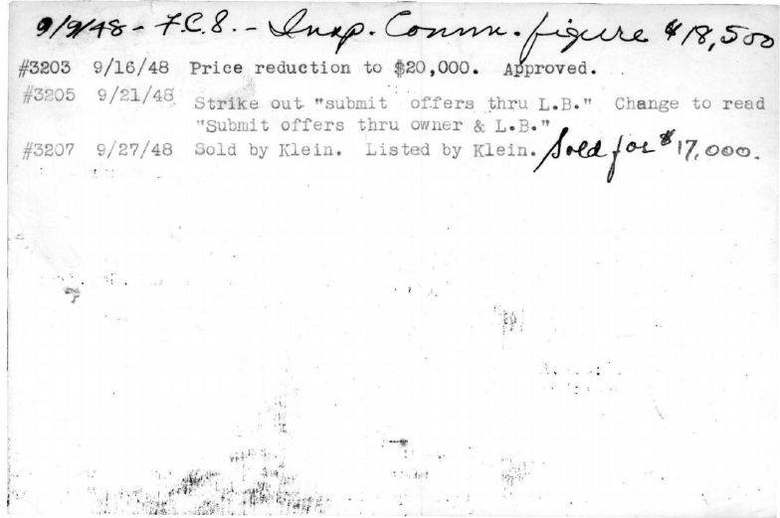 9/9/48 - F.C.S. - Insp. Comm. figure $18,500
#3203 9/16/48 Price reduction to $20,000. Approved.
#3205 9/21/48 Strike out "submit offers thru L.B." Change to read
"Submit offers thru owner & L.B."
#3207 9/27/48 Sold by Klein. Listed by Klein. Sold for $17,000.